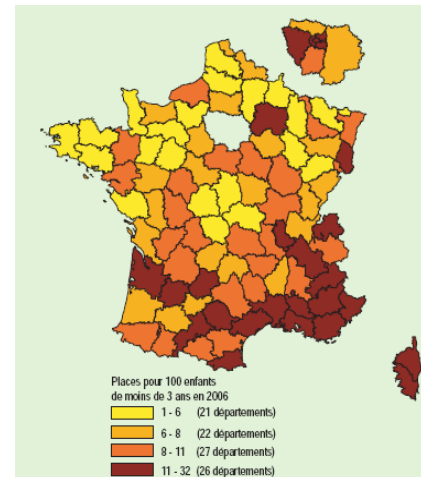 Places pour 100 enfants
de moins de 3 ans en 2006
1 - 6 (21 départements)
6 - 8 (22 départements)
8 - 11 (27 départements)
11 - 32 (26 départements)